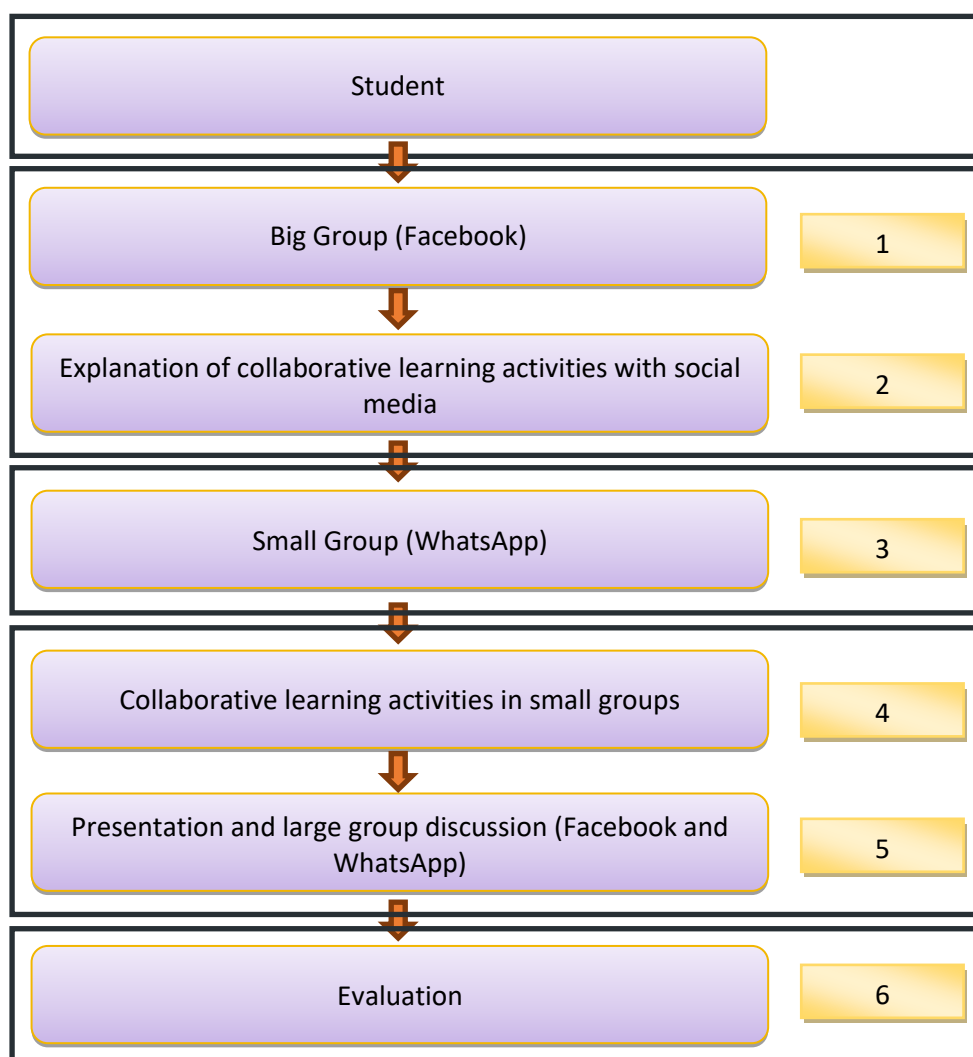 Student
Big Group (Facebook)
1
Explanation of collaborative learning activities with social
media
2
Small Group (WhatsApp)
3
Collaborative learning activities in small groups
4
Presentation and large group discussion (Facebook and
WhatsApp)
5
Evaluation
6